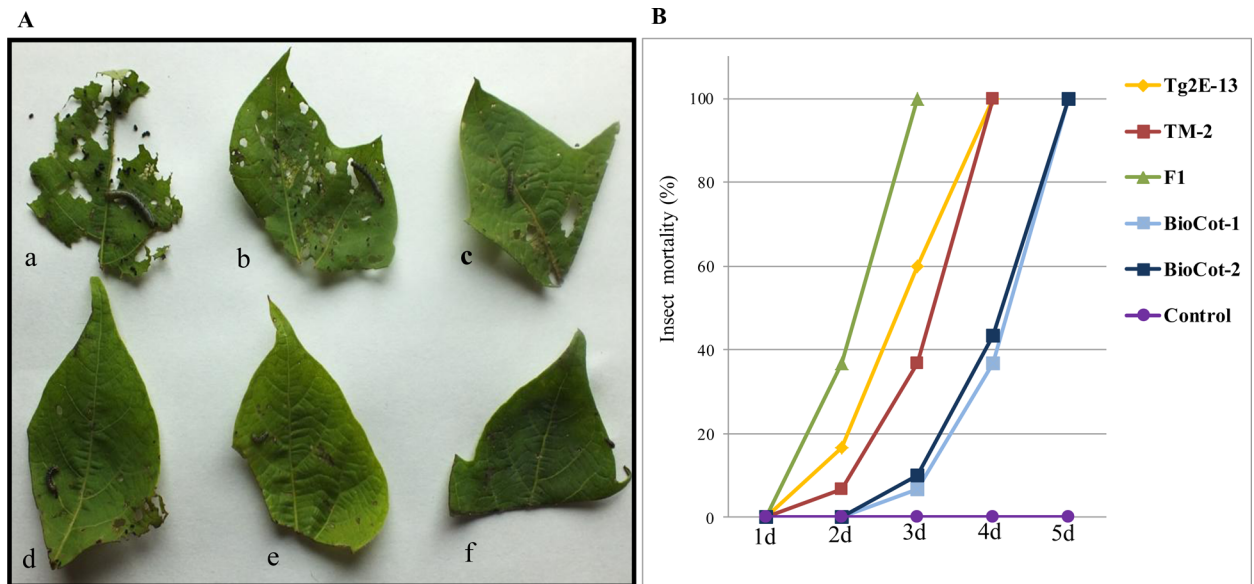 A
B
a
b
c
d
e
f
Insect mortality (%)
100
80
60
40
20
0
1d
2d
3d
4d
5d
Tg2E-13
TM-2
F1
BioCot-1
BioCot-2
Control